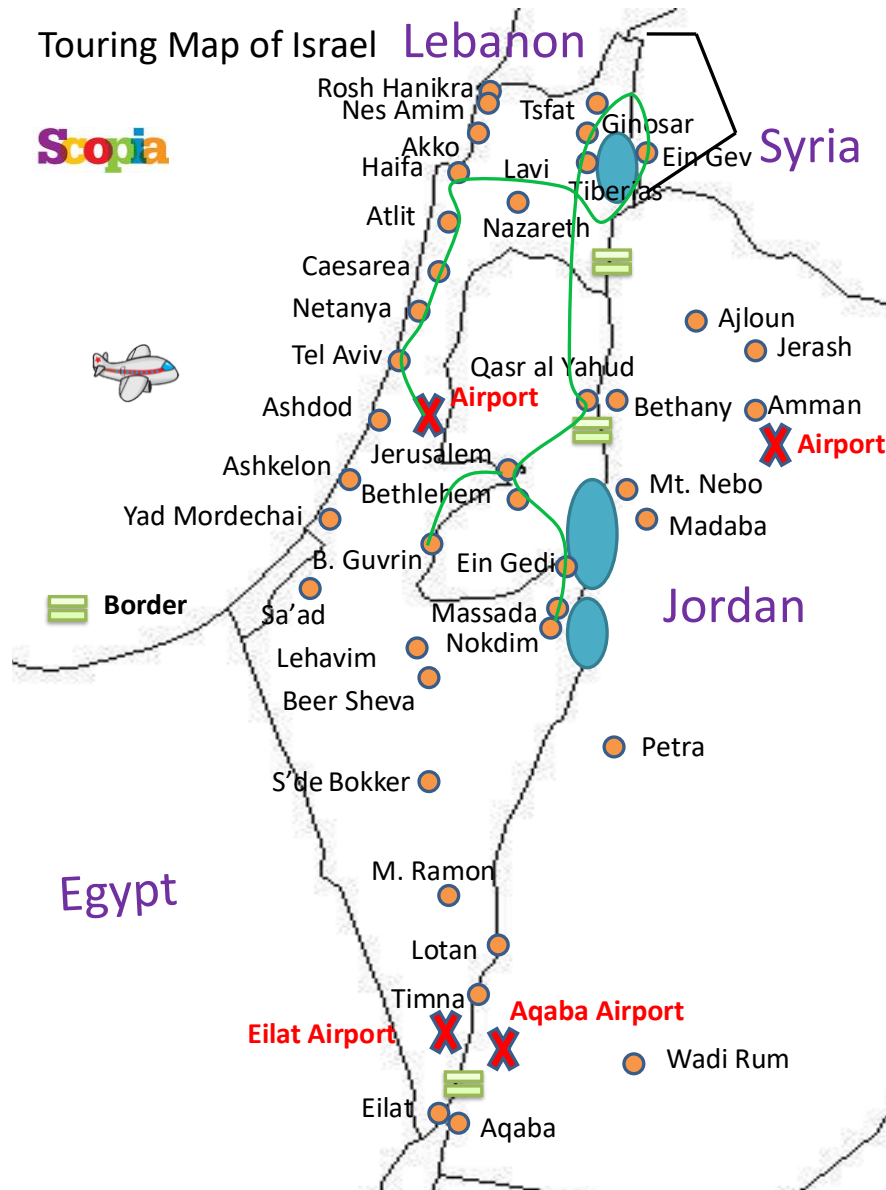 Touring Map of Israel
Lebanon
Rosh Hanikra
Nes Amim
Tsfat
Scopia
Ginosar
Akko
Syria
Ein Gev
Haifa
Lavi
Tiberias
Atlit
Nazareth
Caesarea
Netanya
Ajloun
Jerash
Tel Aviv
Qasr al Yahud
Airport
Bethany
Amman
Ashdod
Airport
Jerusalem
Ashkelon
Bethlehem
Mt. Nebo
Yad Mordechai
Madaba
B. Guvrin
Ein Gedi
Border
Jordan
Sa'ad
Massada
Nokdim
Lehavim
Beer Sheva
Petra
S'de Bokker
M. Ramon
Egypt
Lotan
Timna
Aqaba Airport
Eilat Airport
Wadi Rum
Eilat
Aqaba